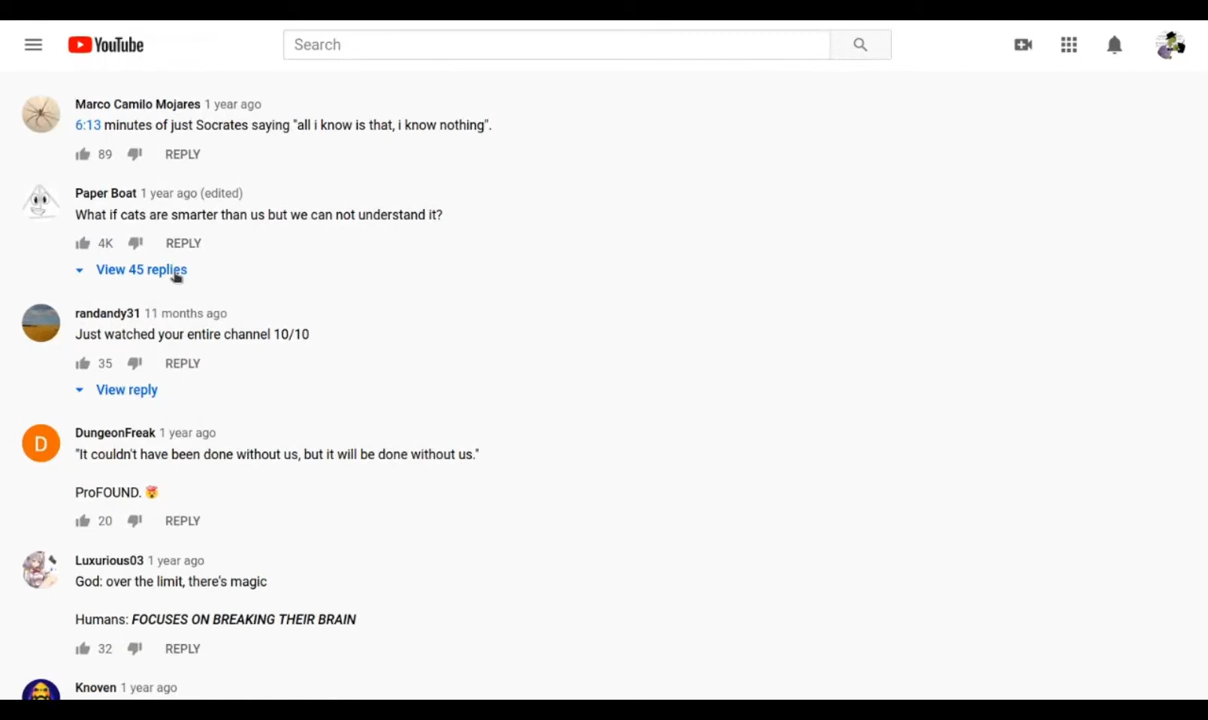 YouTube
Search
Marco Camilo Mojares 1 year ago
6:13 minutes of just Socrates saying "all i know is that, i know nothing".
89 REPLY
Paper Boat 1 year ago (edited)
What if cats are smarter than us but we can not understand it?
4K REPLY
View 45 replies
randandy31 11 months ago
Just watched your entire channel 10/10
35 REPLY
View reply
D
DungeonFreak 1 year ago
"It couldn't have been done without us, but it will be done without us."
ProFOUND. 🤯
20 REPLY
Luxurious03 1 year ago
God: over the limit, there's magic
Humans: FOCUSES ON BREAKING THEIR BRAIN
32 REPLY
Knoven 1 year ago